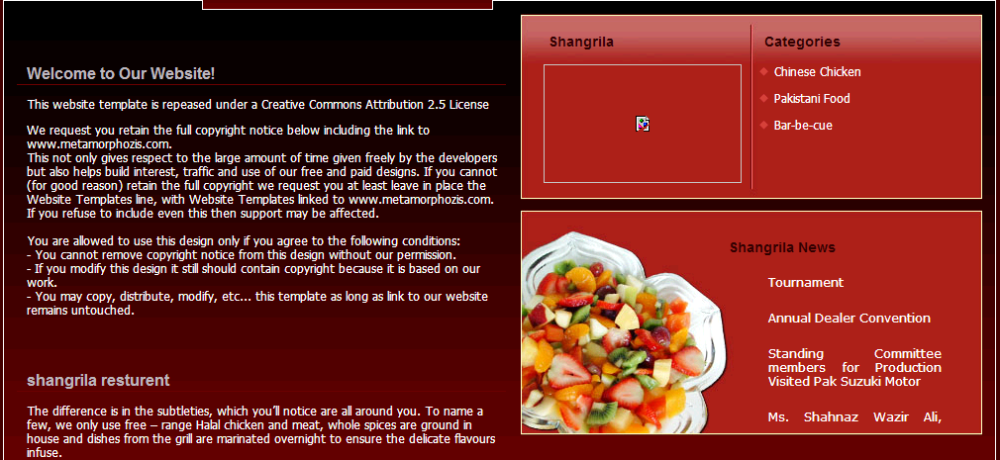 Welcome to Our Website!
This website template is repeased under a Creative Commons Attribution 2.5 License
We request you retain the full copyright notice below including the link to
www.metamorphozis.com.
This not only gives respect to the large amount of time given freely by the developers
but also helps build interest, traffic and use of our free and paid designs. If you cannot
(for good reason) retain the full copyright we request you at least leave in place the
Website Templates line, with Website Templates linked to www.metamorphozis.com.
If you refuse to include even this then support may be affected.
You are allowed to use this design only if you agree to the following conditions:
- You cannot remove copyright notice from this design without our permission.
- If you modify this design it still should contain copyright because it is based on our
work.
- You may copy, distribute, modify, etc... this template as long as link to our website
remains untouched.
shangrila resturent
The difference is in the subtleties, which you'll notice are all around you. To name a
few, we only use free – range Halal chicken and meat, whole spices are ground in
house and dishes from the grill are marinated overnight to ensure the delicate flavours
infuse.
Shangrila
Categories
Chinese Chicken
Pakistani Food
Bar-be-cue
Shangrila News
Tournament
Annual Dealer Convention
Standing Committee
members for Production
Visited Pak Suzuki Motor
Ms. Shahnaz Wazir Ali,